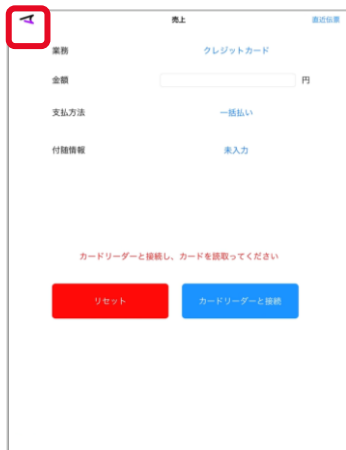 売上 直近伝票
業務 クレジットカード
金額 円
支払方法 一括払い
付随情報 未入力
カードリーダーと接続し、カードを読取ってください
リセット カードリーダーと接続